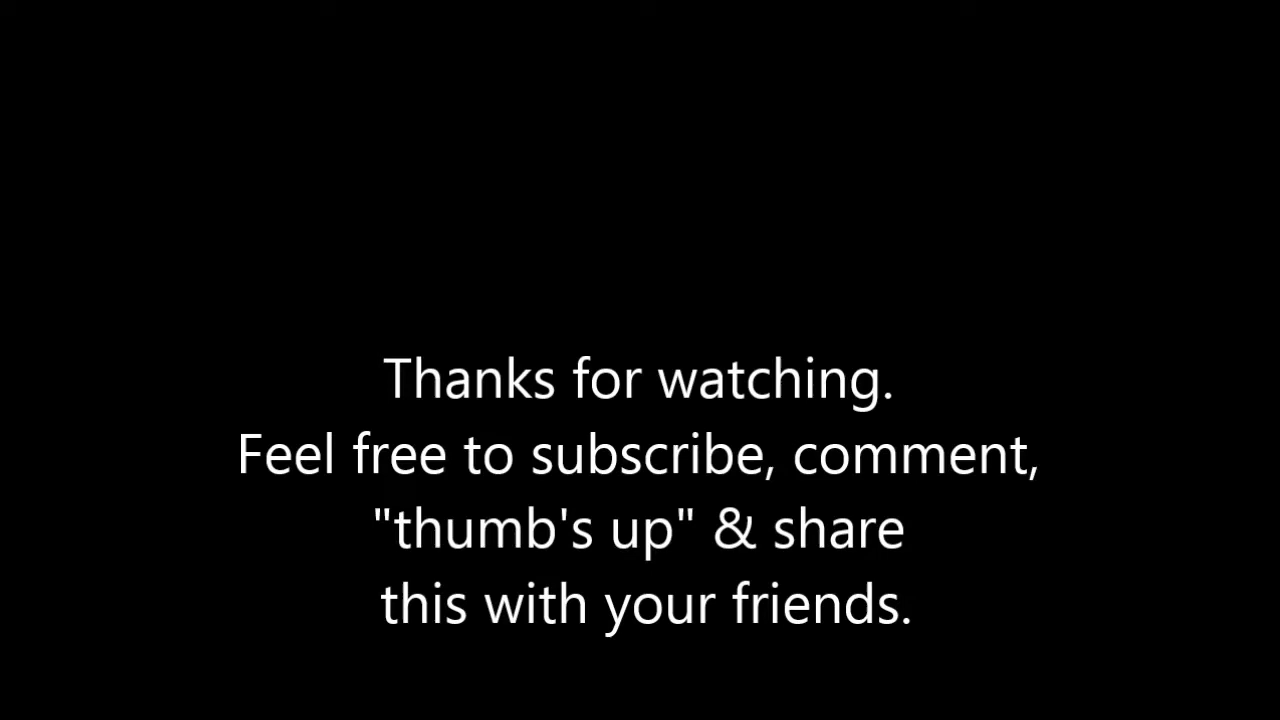 Thanks for watching.
Feel free to subscribe, comment,
"thumb's up" & share
this with your friends.